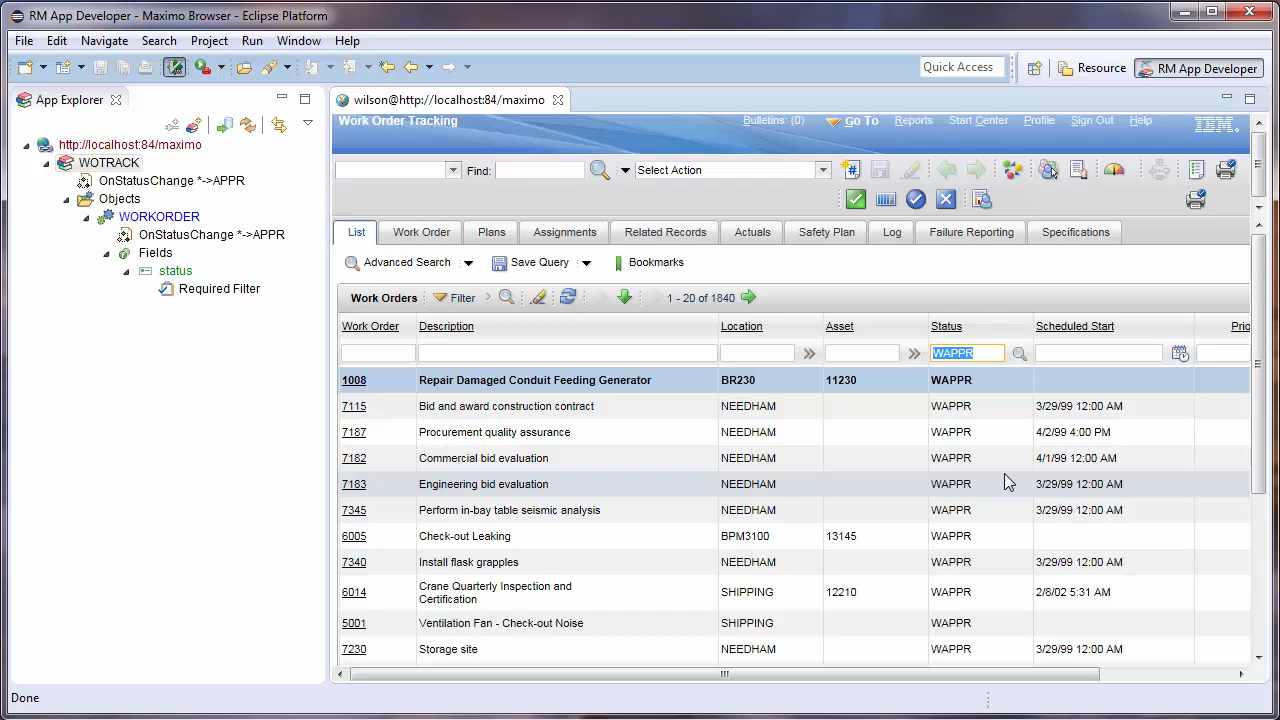 RM App Developer - Maximo Browser - Eclipse Platform
File Edit Navigate Search Project Run Window Help
Quick Access Resource RM App Developer
App Explorer
http://localhost:84/maximo
WOTRACK
OnStatusChange *->APPR
Objects
WORKORDER
OnStatusChange *->APPR
Fields
status
Required Filter
wilson@http://localhost:84/maximo
Work Order Tracking Bulletins: (0) Go To Reports Start Center Profile Sign Out Help IBM.
Find: Select Action
List Work Order Plans Assignments Related Records Actuals Safety Plan Log Failure Reporting Specifications
Advanced Search Save Query Bookmarks
Work Orders Filter 1 - 20 of 1840
Work Order Description Location Asset Status Scheduled Start Prio
WAPPR
1008 Repair Damaged Conduit Feeding Generator BR230 11230 WAPPR
7115 Bid and award construction contract NEEDHAM WAPPR 3/29/99 12:00 AM
7187 Procurement quality assurance NEEDHAM WAPPR 4/2/99 4:00 PM
7182 Commercial bid evaluation NEEDHAM WAPPR 4/1/99 12:00 AM
7183 Engineering bid evaluation NEEDHAM WAPPR 3/29/99 12:00 AM
7345 Perform in-bay table seismic analysis NEEDHAM WAPPR 3/29/99 12:00 AM
6005 Check-out Leaking BPM3100 13145 WAPPR
7340 Install flask grapples NEEDHAM WAPPR 3/29/99 12:00 AM
6014 Crane Quarterly Inspection and
Certification SHIPPING 12210 WAPPR 2/8/02 5:31 AM
5001 Ventilation Fan - Check-out Noise SHIPPING WAPPR
7230 Storage site NEEDHAM WAPPR 3/29/99 12:00 AM
Done